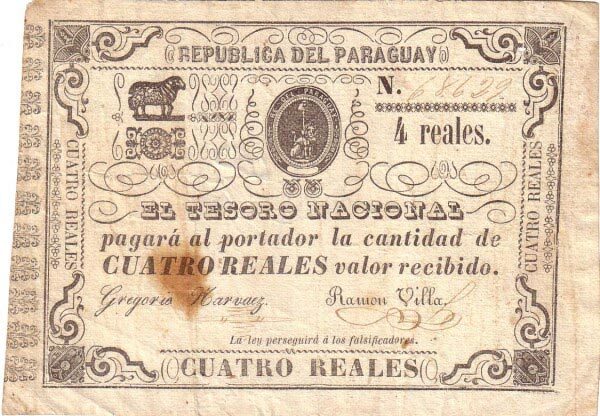 REPUBLICA DEL PARAGUAY
N. 68629
4 reales.
EL TESORO NACIONAL
pagará al portador la cantidad de
CUATRO REALES valor recibido.
Gregorio Narvaez. Ramon Villa.
La ley perseguirá á los falsificadores.
CUATRO REALES
CUATRO REALES
CUATRO REALES